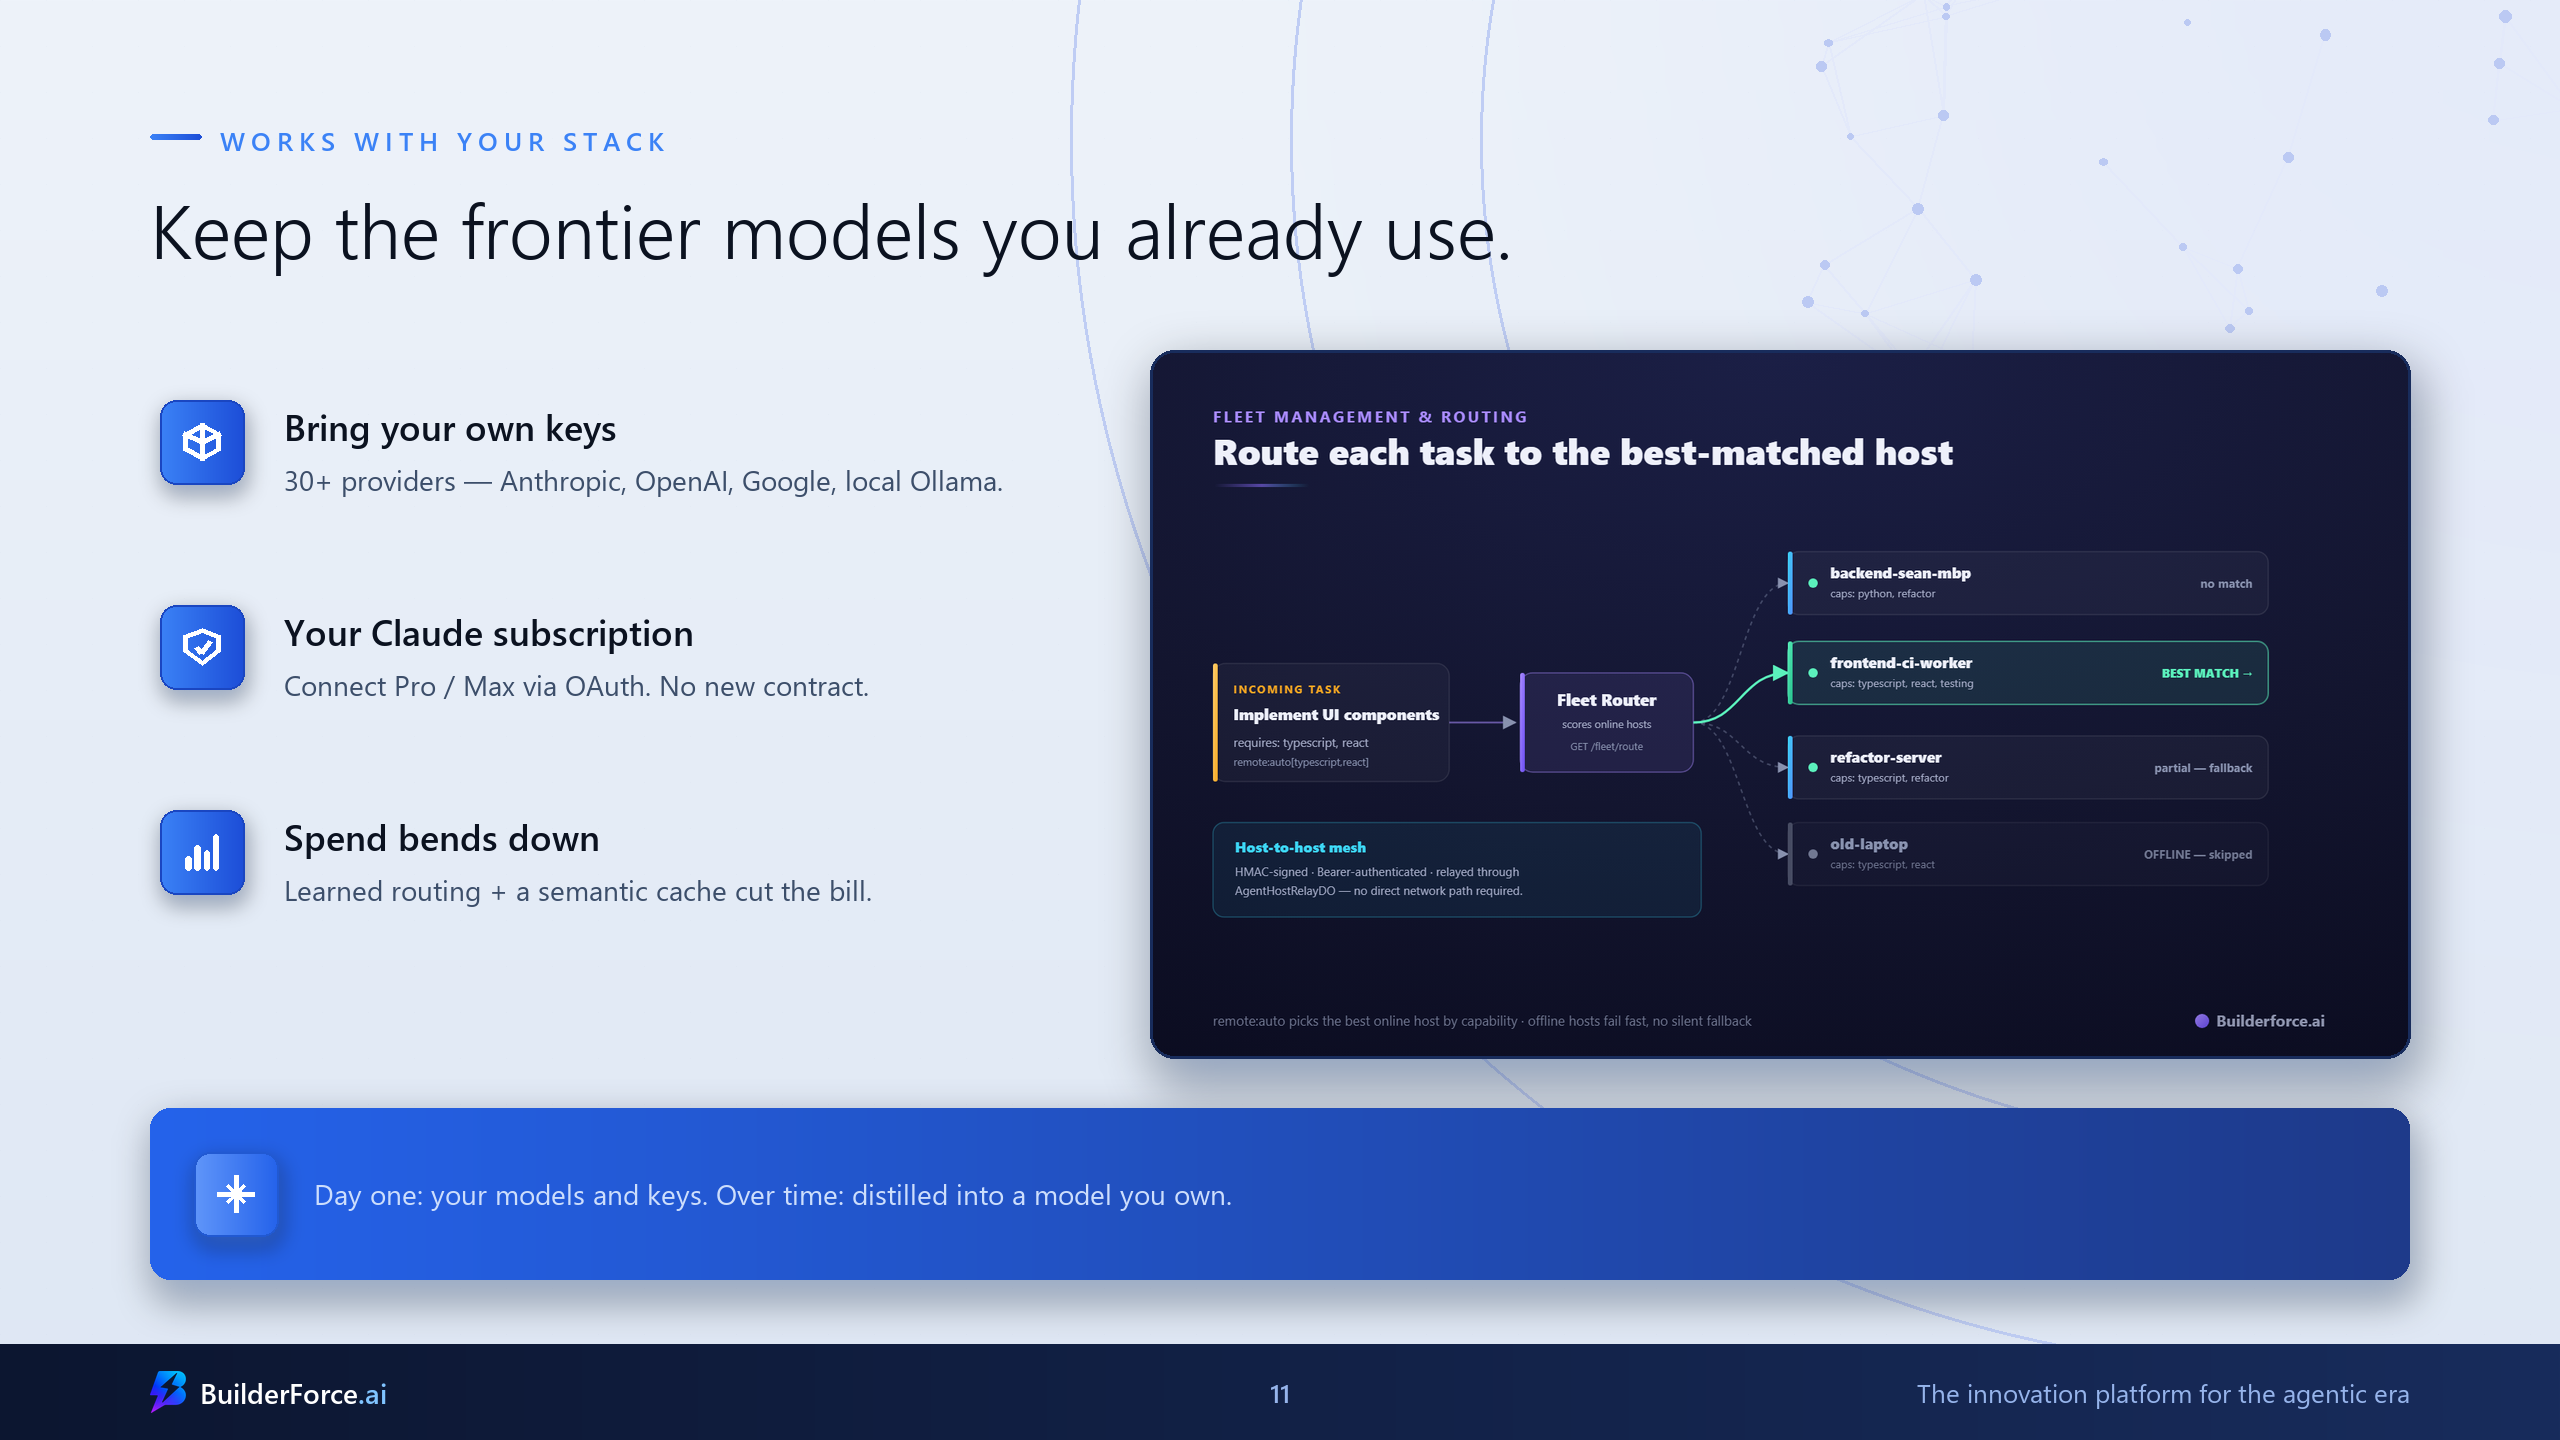 WORKS WITH YOUR STACK
Keep the frontier models you already use.
Bring your own keys
30+ providers — Anthropic, OpenAI, Google, local Ollama.
Your Claude subscription
Connect Pro / Max via OAuth. No new contract.
Spend bends down
Learned routing + a semantic cache cut the bill.
FLEET MANAGEMENT & ROUTING
Route each task to the best-matched host
INCOMING TASK
Implement UI components
requires: typescript, react
remote:auto[typescript,react]
Fleet Router
scores online hosts
GET /fleet/route
backend-sean-mbp
caps: python, refactor
no match
frontend-ci-worker
caps: typescript, react, testing
BEST MATCH →
refactor-server
caps: typescript, refactor
partial — fallback
old-laptop
caps: typescript, react
OFFLINE — skipped
Host-to-host mesh
HMAC-signed · Bearer-authenticated · relayed through
AgentHostRelayDO — no direct network path required.
remote:auto picks the best online host by capability · offline hosts fail fast, no silent fallback
Builderforce.ai
Day one: your models and keys. Over time: distilled into a model you own.
BuilderForce.ai
11
The innovation platform for the agentic era